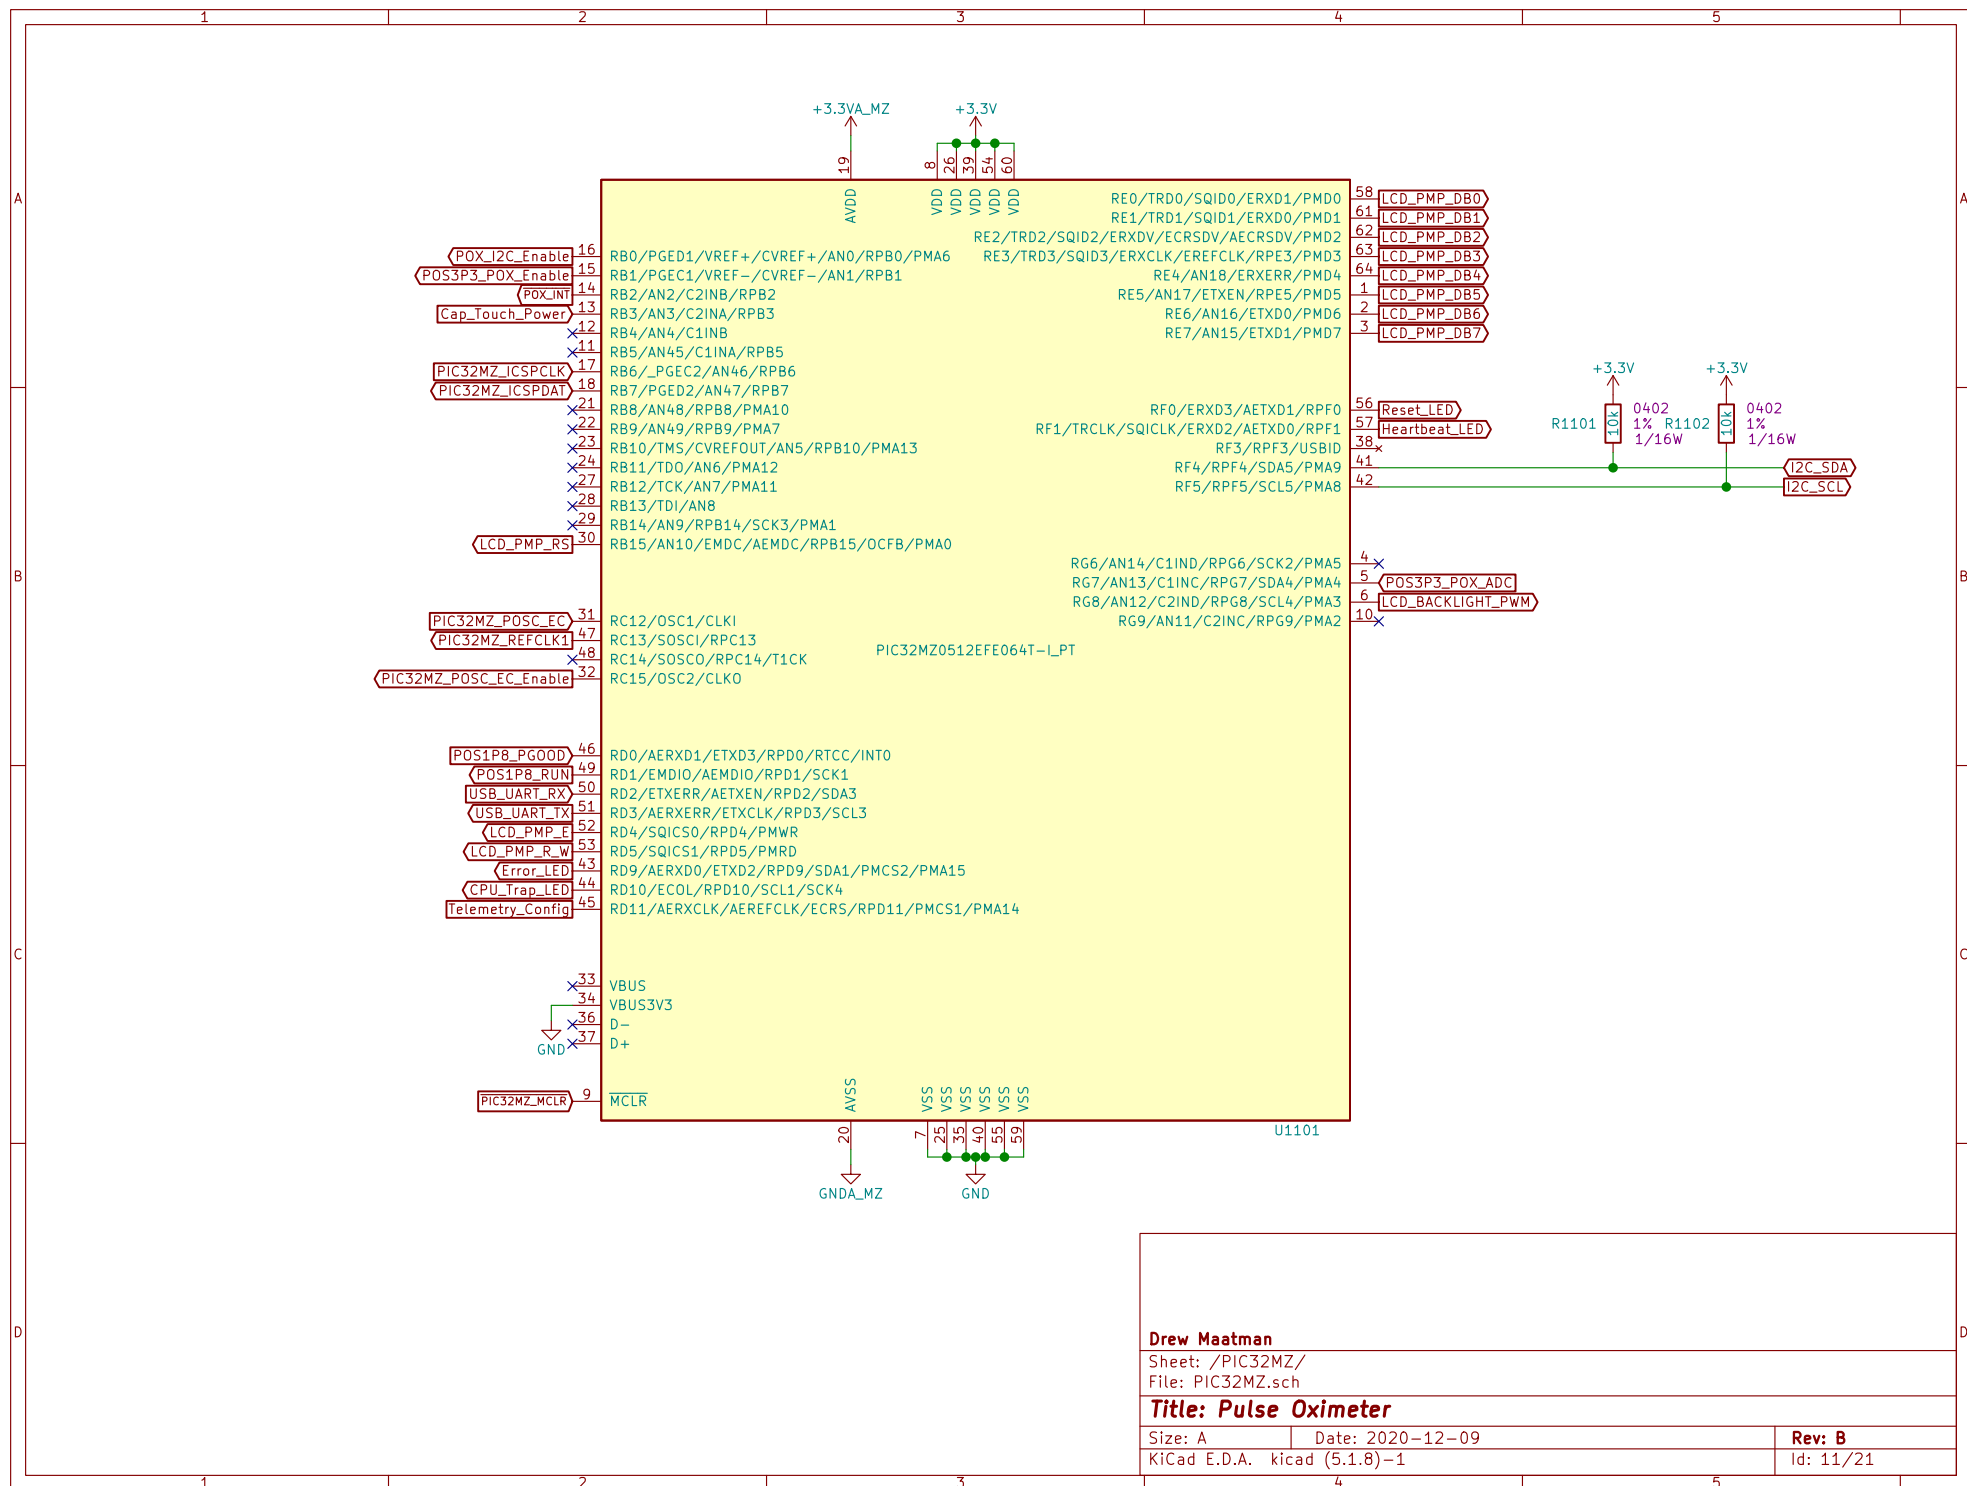 1 2 3 4 5
A A
B B
C C
D D
+3.3VA_MZ
+3.3V
19 8 26 39 54 60
AVDD VDD VDD VDD VDD VDD
POX_I2C_Enable 16 RB0/PGED1/VREF+/CVREF+/AN0/RPB0/PMA6
POS3P3_POX_Enable 15 RB1/PGEC1/VREF-/CVREF-/AN1/RPB1
POX_INT 14 RB2/AN2/C2INB/RPB2
Cap_Touch_Power 13 RB3/AN3/C2INA/RPB3
12 RB4/AN4/C1INB
11 RB5/AN45/C1INA/RPB5
PIC32MZ_ICSPCLK 17 RB6/_PGEC2/AN46/RPB6
PIC32MZ_ICSPDAT 18 RB7/PGED2/AN47/RPB7
21 RB8/AN48/RPB8/PMA10
22 RB9/AN49/RPB9/PMA7
23 RB10/TMS/CVREFOUT/AN5/RPB10/PMA13
24 RB11/TDO/AN6/PMA12
27 RB12/TCK/AN7/PMA11
28 RB13/TDI/AN8
29 RB14/AN9/RPB14/SCK3/PMA1
LCD_PMP_RS 30 RB15/AN10/EMDC/AEMDC/RPB15/OCFB/PMA0
PIC32MZ_POSC_EC 31 RC12/OSC1/CLKI
PIC32MZ_REFCLK1 47 RC13/SOSCI/RPC13
48 RC14/SOSCO/RPC14/T1CK
PIC32MZ_POSC_EC_Enable 32 RC15/OSC2/CLKO
POS1P8_PGOOD 46 RD0/AERXD1/ETXD3/RPD0/RTCC/INT0
POS1P8_RUN 49 RD1/EMDIO/AEMDIO/RPD1/SCK1
USB_UART_RX 50 RD2/ETXERR/AETXEN/RPD2/SDA3
USB_UART_TX 51 RD3/AERXERR/ETXCLK/RPD3/SCL3
LCD_PMP_E 52 RD4/SQICS0/RPD4/PMWR
LCD_PMP_R_W 53 RD5/SQICS1/RPD5/PMRD
Error_LED 43 RD9/AERXD0/ETXD2/RPD9/SDA1/PMCS2/PMA15
CPU_Trap_LED 44 RD10/ECOL/RPD10/SCL1/SCK4
Telemetry_Config 45 RD11/AERXCLK/AEREFCLK/ECRS/RPD11/PMCS1/PMA14
33 VBUS
34 VBUS3V3
36 D-
37 D+
GND
PIC32MZ_MCLR 9 MCLR
RE0/TRD0/SQID0/ERXD1/PMD0 58 LCD_PMP_DB0
RE1/TRD1/SQID1/ERXD0/PMD1 61 LCD_PMP_DB1
RE2/TRD2/SQID2/ERXDV/ECRSDV/AECRSDV/PMD2 62 LCD_PMP_DB2
RE3/TRD3/SQID3/ERXCLK/EREFCLK/RPE3/PMD3 63 LCD_PMP_DB3
RE4/AN18/ERXERR/PMD4 64 LCD_PMP_DB4
RE5/AN17/ETXEN/RPE5/PMD5 1 LCD_PMP_DB5
RE6/AN16/ETXD0/PMD6 2 LCD_PMP_DB6
RE7/AN15/ETXD1/PMD7 3 LCD_PMP_DB7
RF0/ERXD3/AETXD1/RPF0 56 Reset_LED
RF1/TRCLK/SQICLK/ERXD2/AETXD0/RPF1 57 Heartbeat_LED
RF3/RPF3/USBID 38
RF4/RPF4/SDA5/PMA9 41 I2C_SDA
RF5/RPF5/SCL5/PMA8 42 I2C_SCL
+3.3V +3.3V
R1101 10k 0402 1% 1/16W
R1102 10k 0402 1% 1/16W
RG6/AN14/C1IND/RPG6/SCK2/PMA5 4
RG7/AN13/C1INC/RPG7/SDA4/PMA4 5 POS3P3_POX_ADC
RG8/AN12/C2IND/RPG8/SCL4/PMA3 6 LCD_BACKLIGHT_PWM
RG9/AN11/C2INC/RPG9/PMA2 10
PIC32MZ0512EFE064T-I_PT
AVSS VSS VSS VSS VSS VSS VSS
20 7 25 35 40 55 59
U1101
GNDA_MZ
GND
Drew Maatman
Sheet: /PIC32MZ/
File: PIC32MZ.sch
Title: Pulse Oximeter
Size: A Date: 2020-12-09 Rev: B
KiCad E.D.A. kicad (5.1.8)-1 Id: 11/21
1 2 3 4 5